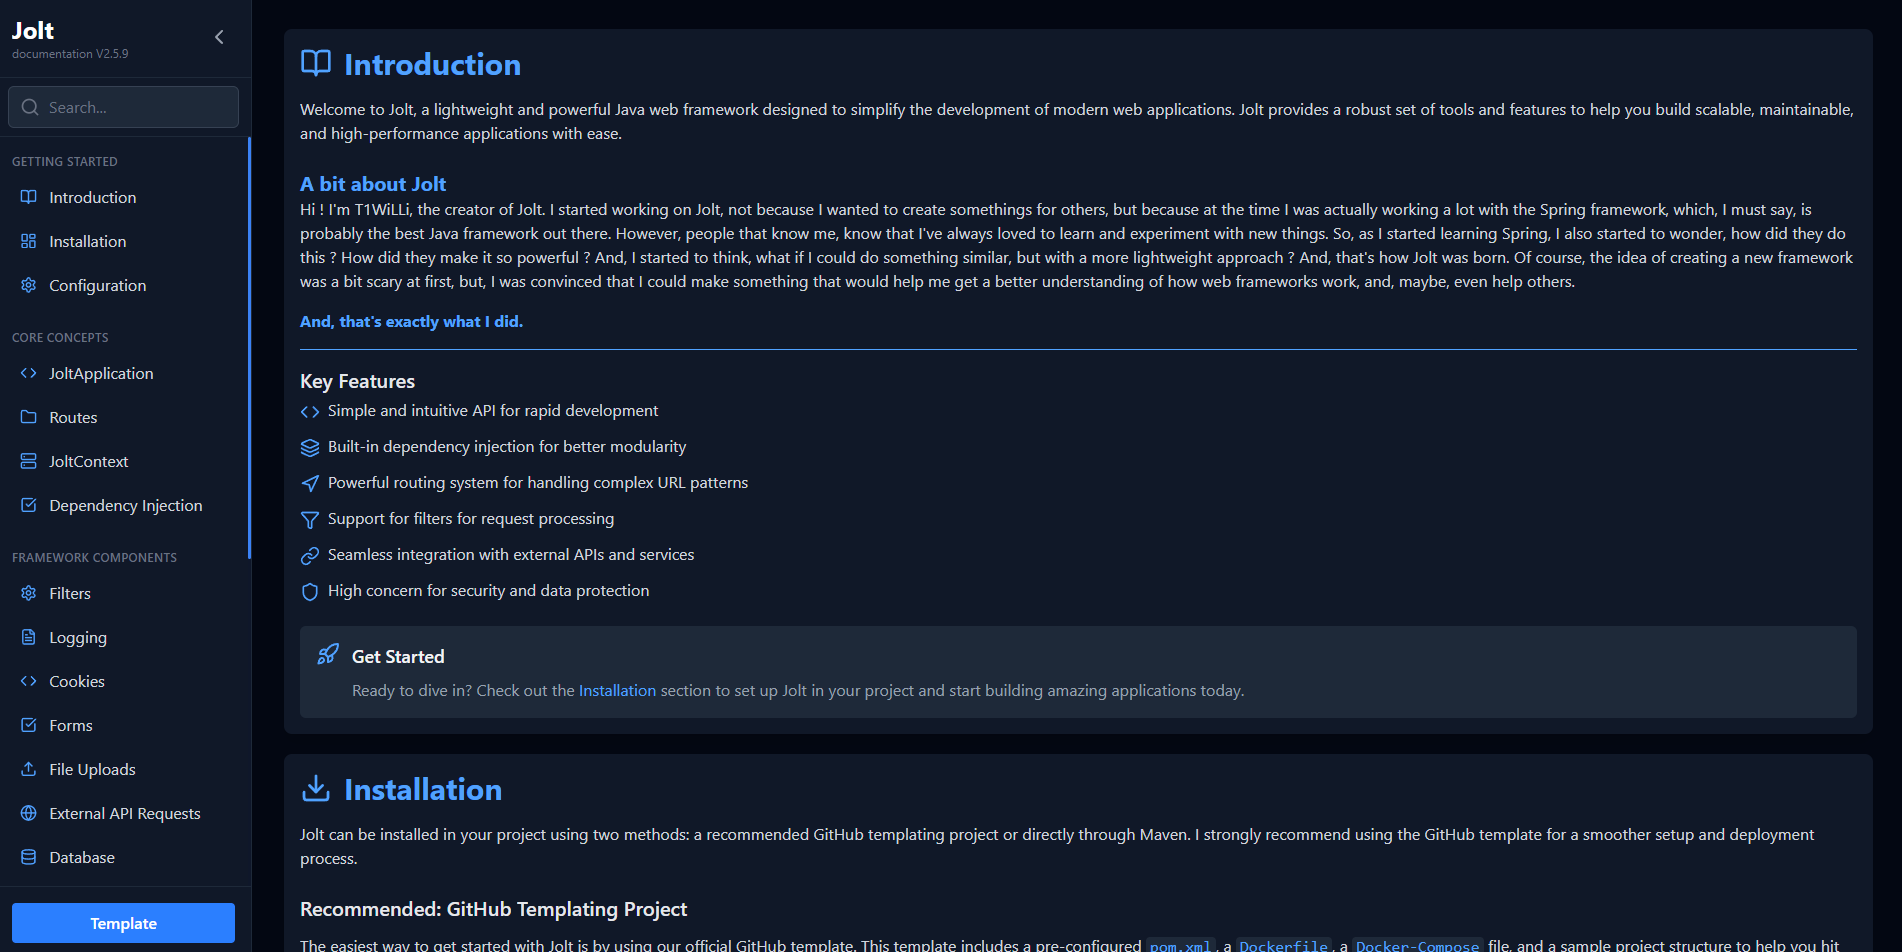 Jolt
documentation V2.5.9
Search...
GETTING STARTED
Introduction
Installation
Configuration
CORE CONCEPTS
JoltApplication
Routes
JoltContext
Dependency Injection
FRAMEWORK COMPONENTS
Filters
Logging
Cookies
Forms
File Uploads
External API Requests
Database
Template
Introduction
Welcome to Jolt, a lightweight and powerful Java web framework designed to simplify the development of modern web applications. Jolt provides a robust set of tools and features to help you build scalable, maintainable,
and high-performance applications with ease.
A bit about Jolt
Hi ! I'm T1WiLLi, the creator of Jolt. I started working on Jolt, not because I wanted to create somethings for others, but because at the time I was actually working a lot with the Spring framework, which, I must say, is
probably the best Java framework out there. However, people that know me, know that I've always loved to learn and experiment with new things. So, as I started learning Spring, I also started to wonder, how did they do
this ? How did they make it so powerful ? And, I started to think, what if I could do something similar, but with a more lightweight approach ? And, that's how Jolt was born. Of course, the idea of creating a new framework
was a bit scary at first, but, I was convinced that I could make something that would help me get a better understanding of how web frameworks work, and, maybe, even help others.
And, that's exactly what I did.
Key Features
Simple and intuitive API for rapid development
Built-in dependency injection for better modularity
Powerful routing system for handling complex URL patterns
Support for filters for request processing
Seamless integration with external APIs and services
High concern for security and data protection
Get Started
Ready to dive in? Check out the Installation section to set up Jolt in your project and start building amazing applications today.
Installation
Jolt can be installed in your project using two methods: a recommended GitHub templating project or directly through Maven. I strongly recommend using the GitHub template for a smoother setup and deployment
process.
Recommended: GitHub Templating Project
The easiest way to get started with Jolt is by using our official GitHub template. This template includes a pre-configured pom.xml, a Dockerfile, a Docker-Compose file, and a sample project structure to help you hit